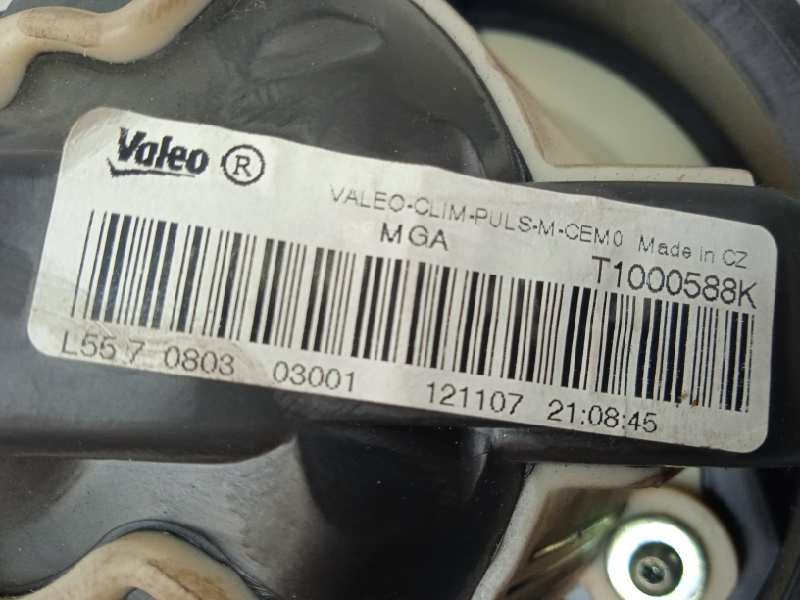 Valeo ®
VALEO-CLIM-PULS-M-CEM0 Made in CZ
MGA T1000588K
L55 7 0803 03001 121107 21:08:45